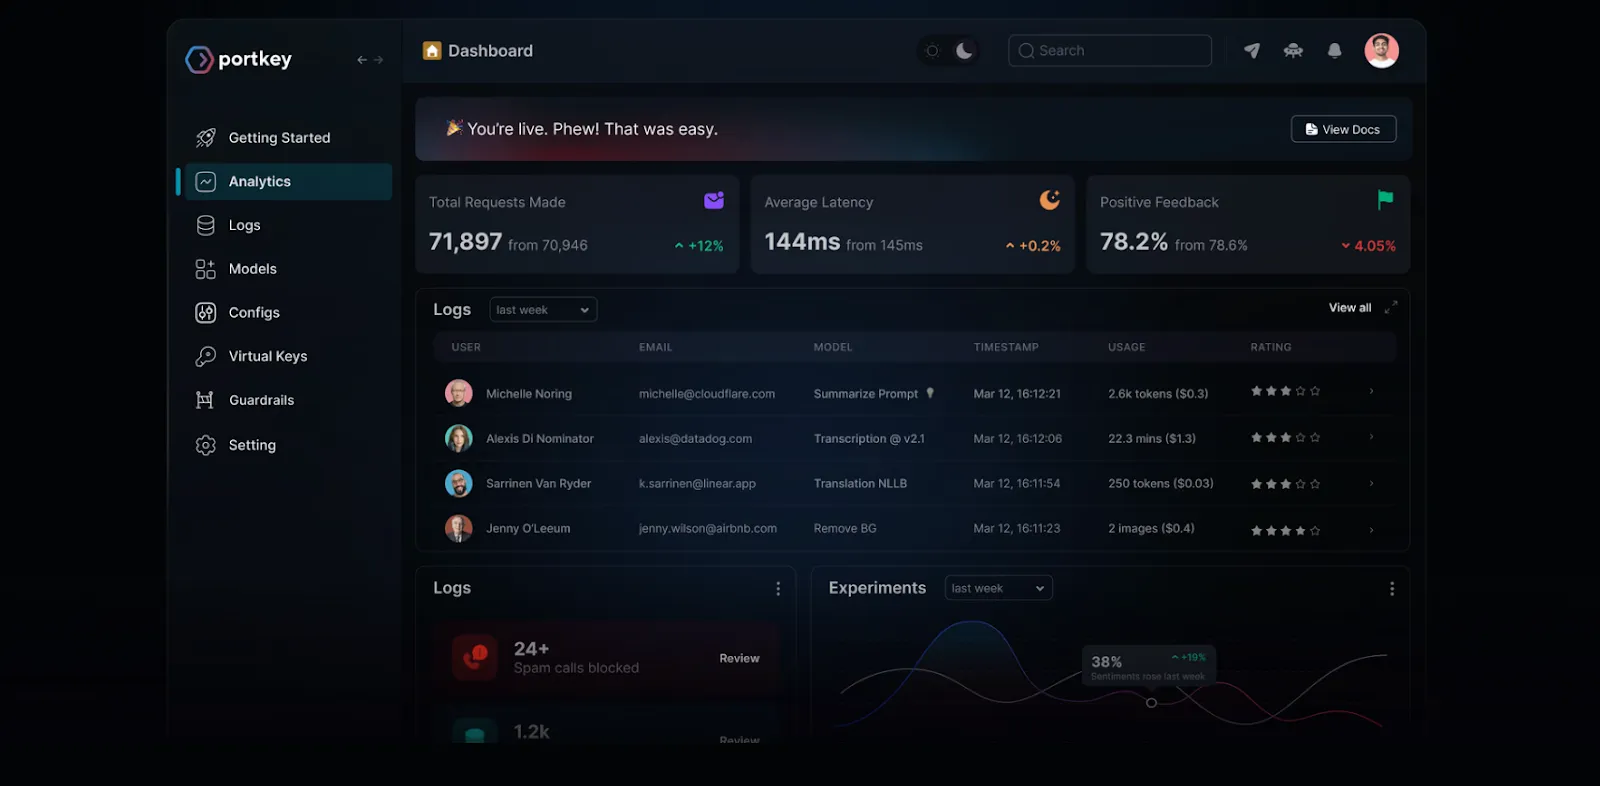 portkey
Dashboard
Search
Getting Started
Analytics
Logs
Models
Configs
Virtual Keys
Guardrails
Setting
You're live. Phew! That was easy.
View Docs
Total Requests Made
71,897 from 70,946
+12%
Average Latency
144ms from 145ms
+0.2%
Positive Feedback
78.2% from 78.6%
4.05%
Logs
last week
View all
USER EMAIL MODEL TIMESTAMP USAGE RATING
Michelle Noring michelle@cloudflare.com Summarize Prompt Mar 12, 16:12:21 2.6k tokens ($0.3)
Alexis Di Nominator alexis@datadog.com Transcription @ v2.1 Mar 12, 16:12:06 22.3 mins ($1.3)
Sarrinen Van Ryder k.sarrinen@linear.app Translation NLLB Mar 12, 16:11:54 250 tokens ($0.03)
Jenny O'Leeum jenny.wilson@airbnb.com Remove BG Mar 12, 16:11:23 2 images ($0.4)
Logs
24+
Spam calls blocked
Review
1.2k
Review
Experiments
last week
38%
+19%
Sentiments rose last week